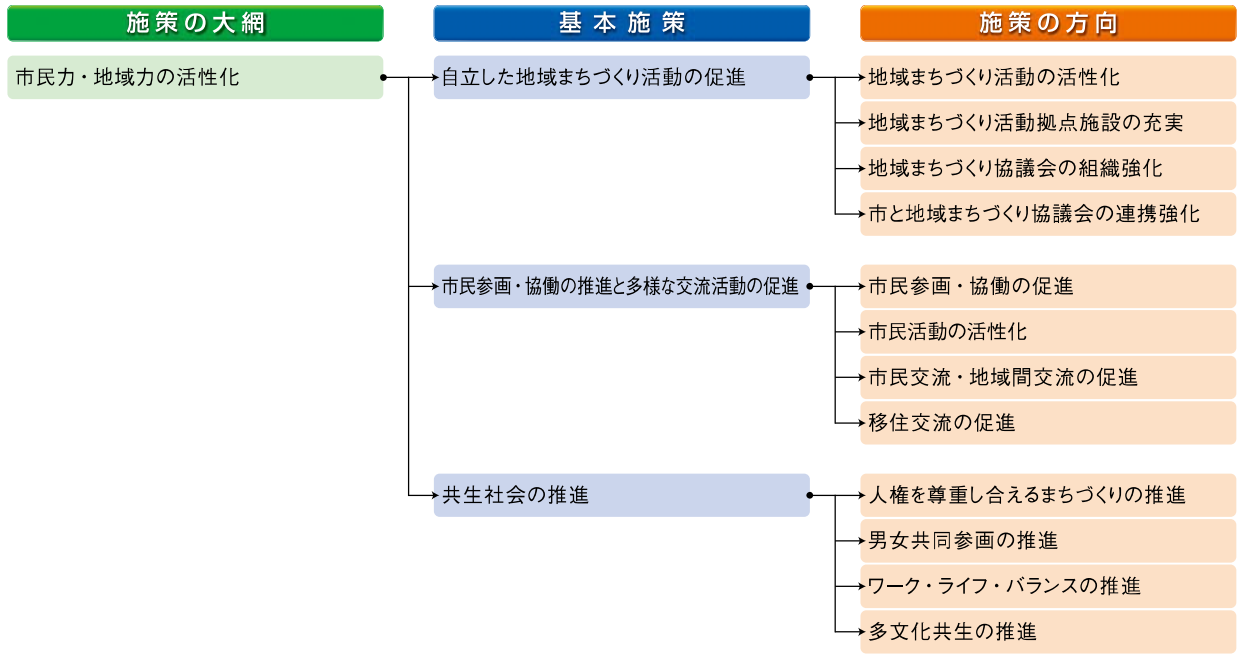 施策の大綱
基本施策
施策の方向
市民力・地域力の活性化
自立した地域まちづくり活動の促進
地域まちづくり活動の活性化
地域まちづくり活動拠点施設の充実
地域まちづくり協議会の組織強化
市と地域まちづくり協議会の連携強化
市民参画・協働の推進と多様な交流活動の促進
市民参画・協働の促進
市民活動の活性化
市民交流・地域間交流の促進
移住交流の促進
共生社会の推進
人権を尊重し合えるまちづくりの推進
男女共同参画の推進
ワーク・ライフ・バランスの推進
多文化共生の推進